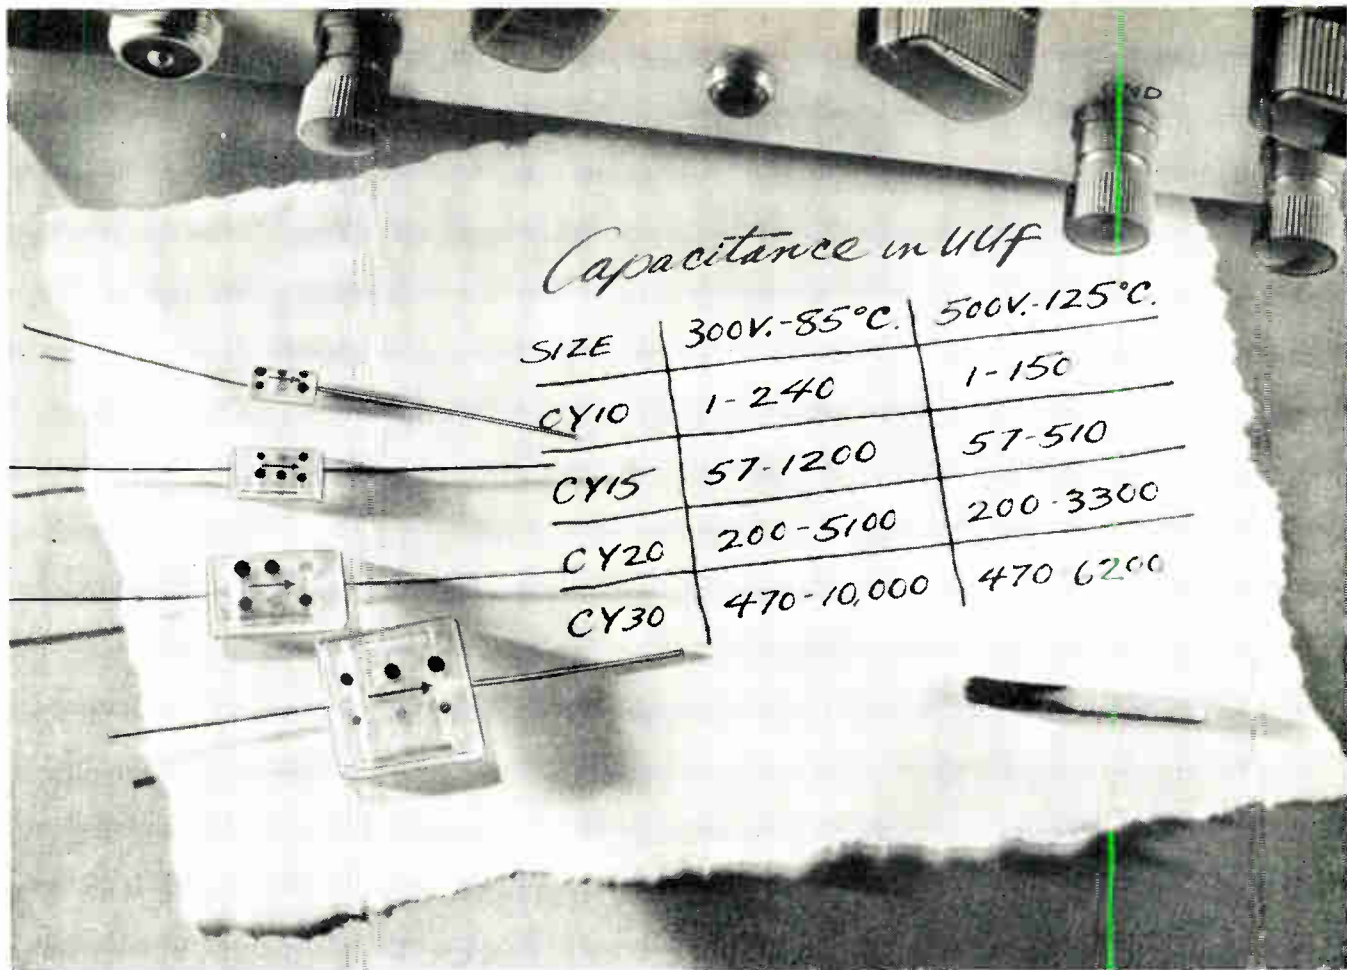 GND
Capacitance in UUf
SIZE 300V.-85°C. 500V.-125°C.
CY10 1-240 1-150
CY15 57-1200 57-510
CY20 200-5100 200-3300
CY30 470-10,000 470 6200